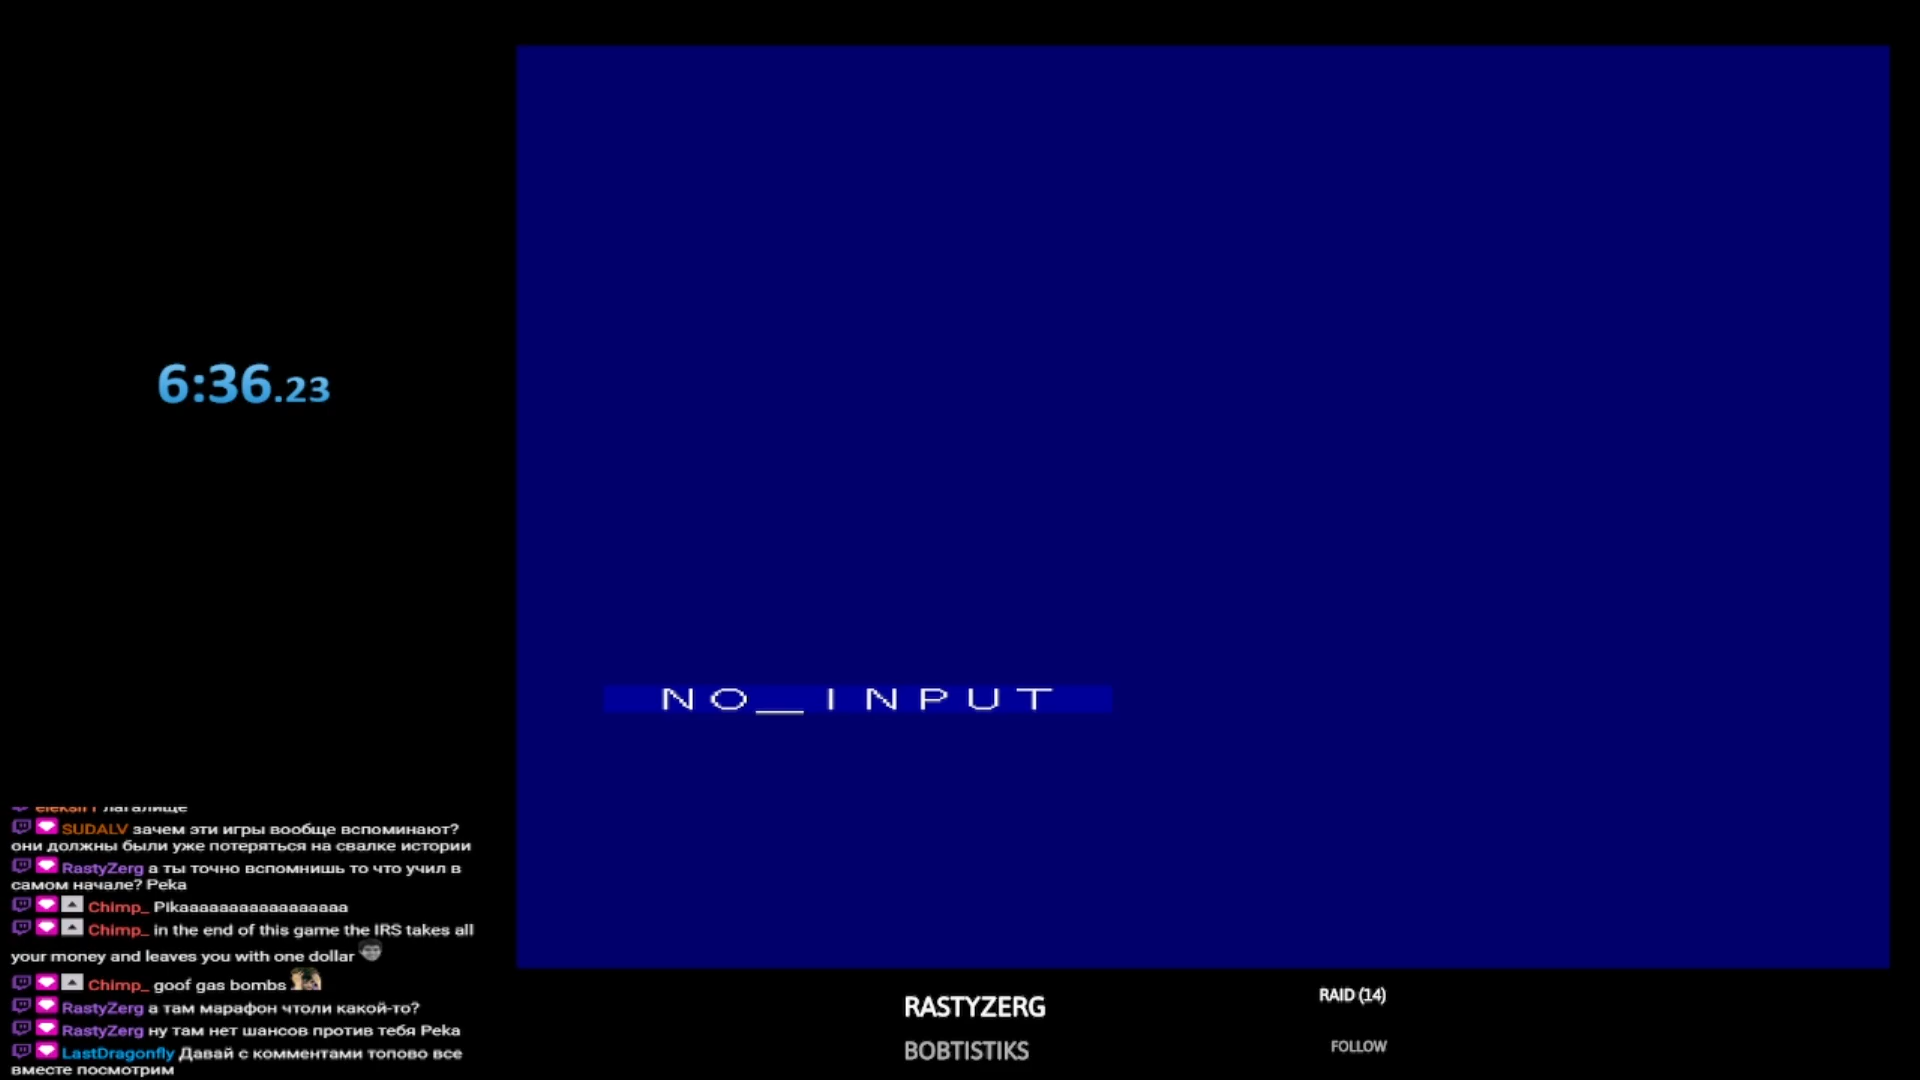 6:36.23
NO_INPUT
лагалище
SUDALV зачем эти игры вообще вспоминают?
они должны были уже потеряться на свалке истории
RastyZerg а ты точно вспомнишь то что учил в
самом начале? Peka
Chimp_ Pikaaaaaaaaaaaaaaaaa
Chimp_ in the end of this game the IRS takes all
your money and leaves you with one dollar
Chimp_ goof gas bombs
RastyZerg а там марафон чтоли какой-то?
RastyZerg ну там нет шансов против тебя Peka
LastDragonfly Давай с комментами топово все
вместе посмотрим
RASTYZERG
RAID (14)
BOBTISTIKS
FOLLOW